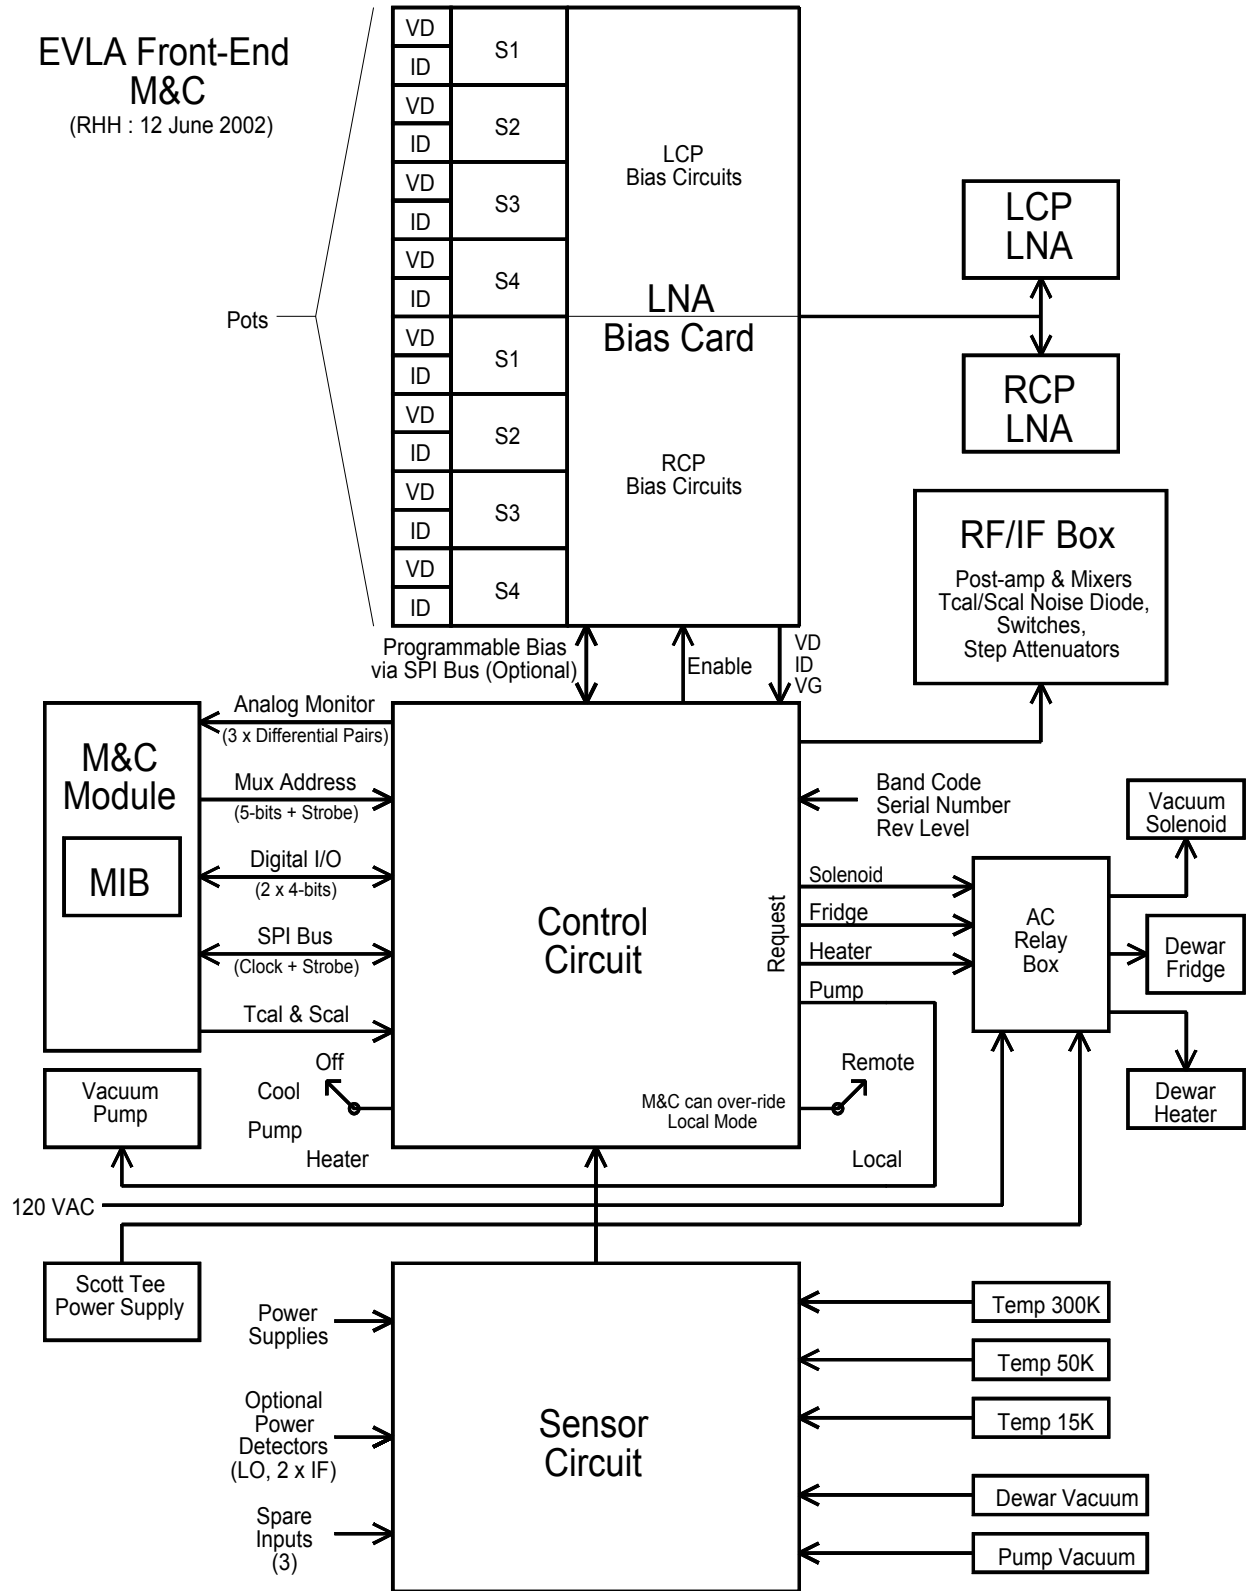 EVLA Front-End
M&C
(RHH : 12 June 2002)
Pots
VD
ID
S1
VD
ID
S2
VD
ID
S3
VD
ID
S4
VD
ID
S1
VD
ID
S2
VD
ID
S3
VD
ID
S4
LCP
Bias Circuits
LNA
Bias Card
RCP
Bias Circuits
LCP
LNA
RCP
LNA
RF/IF Box
Post-amp & Mixers
Tcal/Scal Noise Diode,
Switches,
Step Attenuators
Programmable Bias
via SPI Bus (Optional)
Enable
VD
ID
VG
M&C
Module
MIB
Analog Monitor
(3 x Differential Pairs)
Mux Address
(5-bits + Strobe)
Digital I/O
(2 x 4-bits)
SPI Bus
(Clock + Strobe)
Tcal & Scal
Control
Circuit
Request
Band Code
Serial Number
Rev Level
Solenoid
Fridge
Heater
Pump
AC
Relay
Box
Vacuum
Solenoid
Dewar
Fridge
Dewar
Heater
Off
Cool
Pump
Heater
M&C can over-ride
Local Mode
Remote
Local
Vacuum
Pump
120 VAC
Scott Tee
Power Supply
Power
Supplies
Optional
Power
Detectors
(LO, 2 x IF)
Spare
Inputs
(3)
Sensor
Circuit
Temp 300K
Temp 50K
Temp 15K
Dewar Vacuum
Pump Vacuum